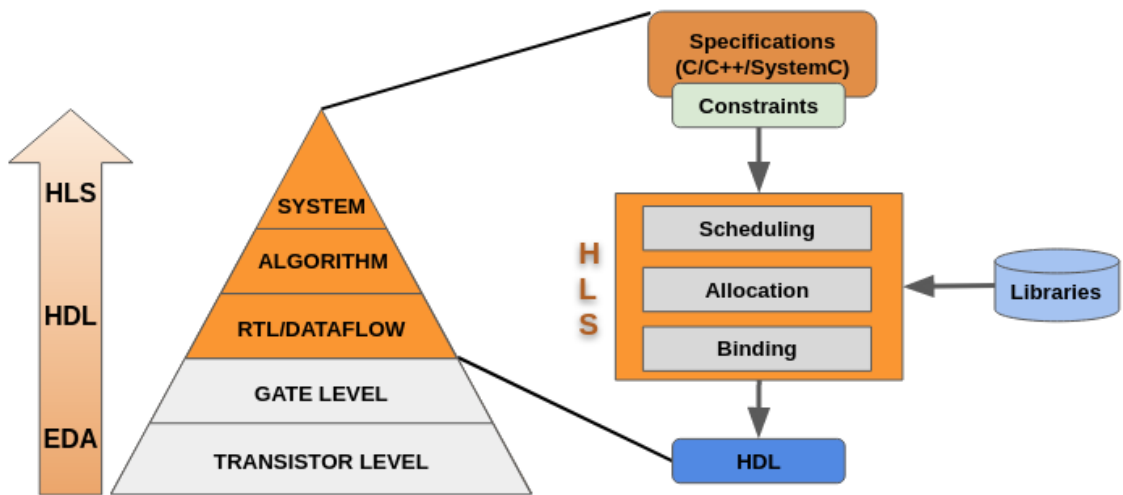 HLS
HDL
EDA
SYSTEM
ALGORITHM
RTL/DATAFLOW
GATE LEVEL
TRANSISTOR LEVEL
Specifications
(C/C++/SystemC)
Constraints
H
L
S
Scheduling
Allocation
Binding
Libraries
HDL